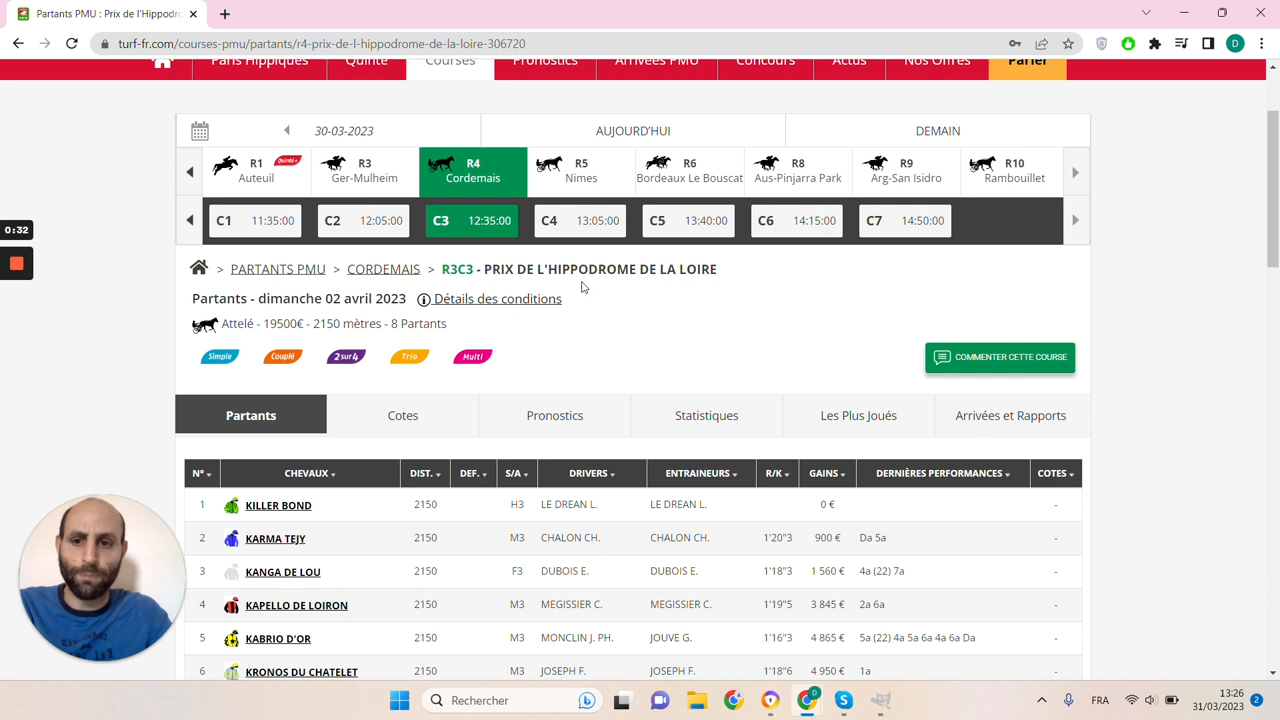 Partants PMU : Prix de l'Hippodro
turf-fr.com/courses-pmu/partants/r4-prix-de-l-hippodrome-de-la-loire-306720
Paris Hippiques Quinté Courses Pronostics Arrivées PMU Concours Actus Nos Offres Parier
30-03-2023 AUJOURD'HUI DEMAIN
R1 Quinté+ R3 R4 R5 R6 R8 R9 R10
Auteuil Ger-Mulheim Cordemais Nimes Bordeaux Le Bouscat Aus-Pinjarra Park Arg-San Isidro Rambouillet
C1 11:35:00 C2 12:05:00 C3 12:35:00 C4 13:05:00 C5 13:40:00 C6 14:15:00 C7 14:50:00
0:32
> PARTANTS PMU > CORDEMAIS > R3C3 - PRIX DE L'HIPPODROME DE LA LOIRE
Partants - dimanche 02 avril 2023 Détails des conditions
Attelé - 19500€ - 2150 mètres - 8 Partants
Simple Couplé 2sur4 Trio Multi
COMMENTER CETTE COURSE
Partants Cotes Pronostics Statistiques Les Plus Joués Arrivées et Rapports
N° CHEVAUX DIST. DEF. S/A DRIVERS ENTRAINEURS R/K GAINS DERNIÈRES PERFORMANCES COTES
1 KILLER BOND 2150 H3 LE DREAN L. LE DREAN L. 0 € -
2 KARMA TEJY 2150 M3 CHALON CH. CHALON CH. 1'20"3 900 € Da 5a -
3 KANGA DE LOU 2150 F3 DUBOIS E. DUBOIS E. 1'18"3 1 560 € 4a (22) 7a -
4 KAPELLO DE LOIRON 2150 M3 MEGISSIER C. MEGISSIER C. 1'19"5 3 845 € 2a 6a -
5 KABRIO D'OR 2150 M3 MONCLIN J. PH. JOUVE G. 1'16"3 4 865 € 5a (22) 4a 5a 6a 4a 6a Da -
6 KRONOS DU CHATELET 2150 M3 JOSEPH F. JOSEPH F. 1'18"6 4 950 € 1a -
Rechercher
FRA
13:26
31/03/2023
2